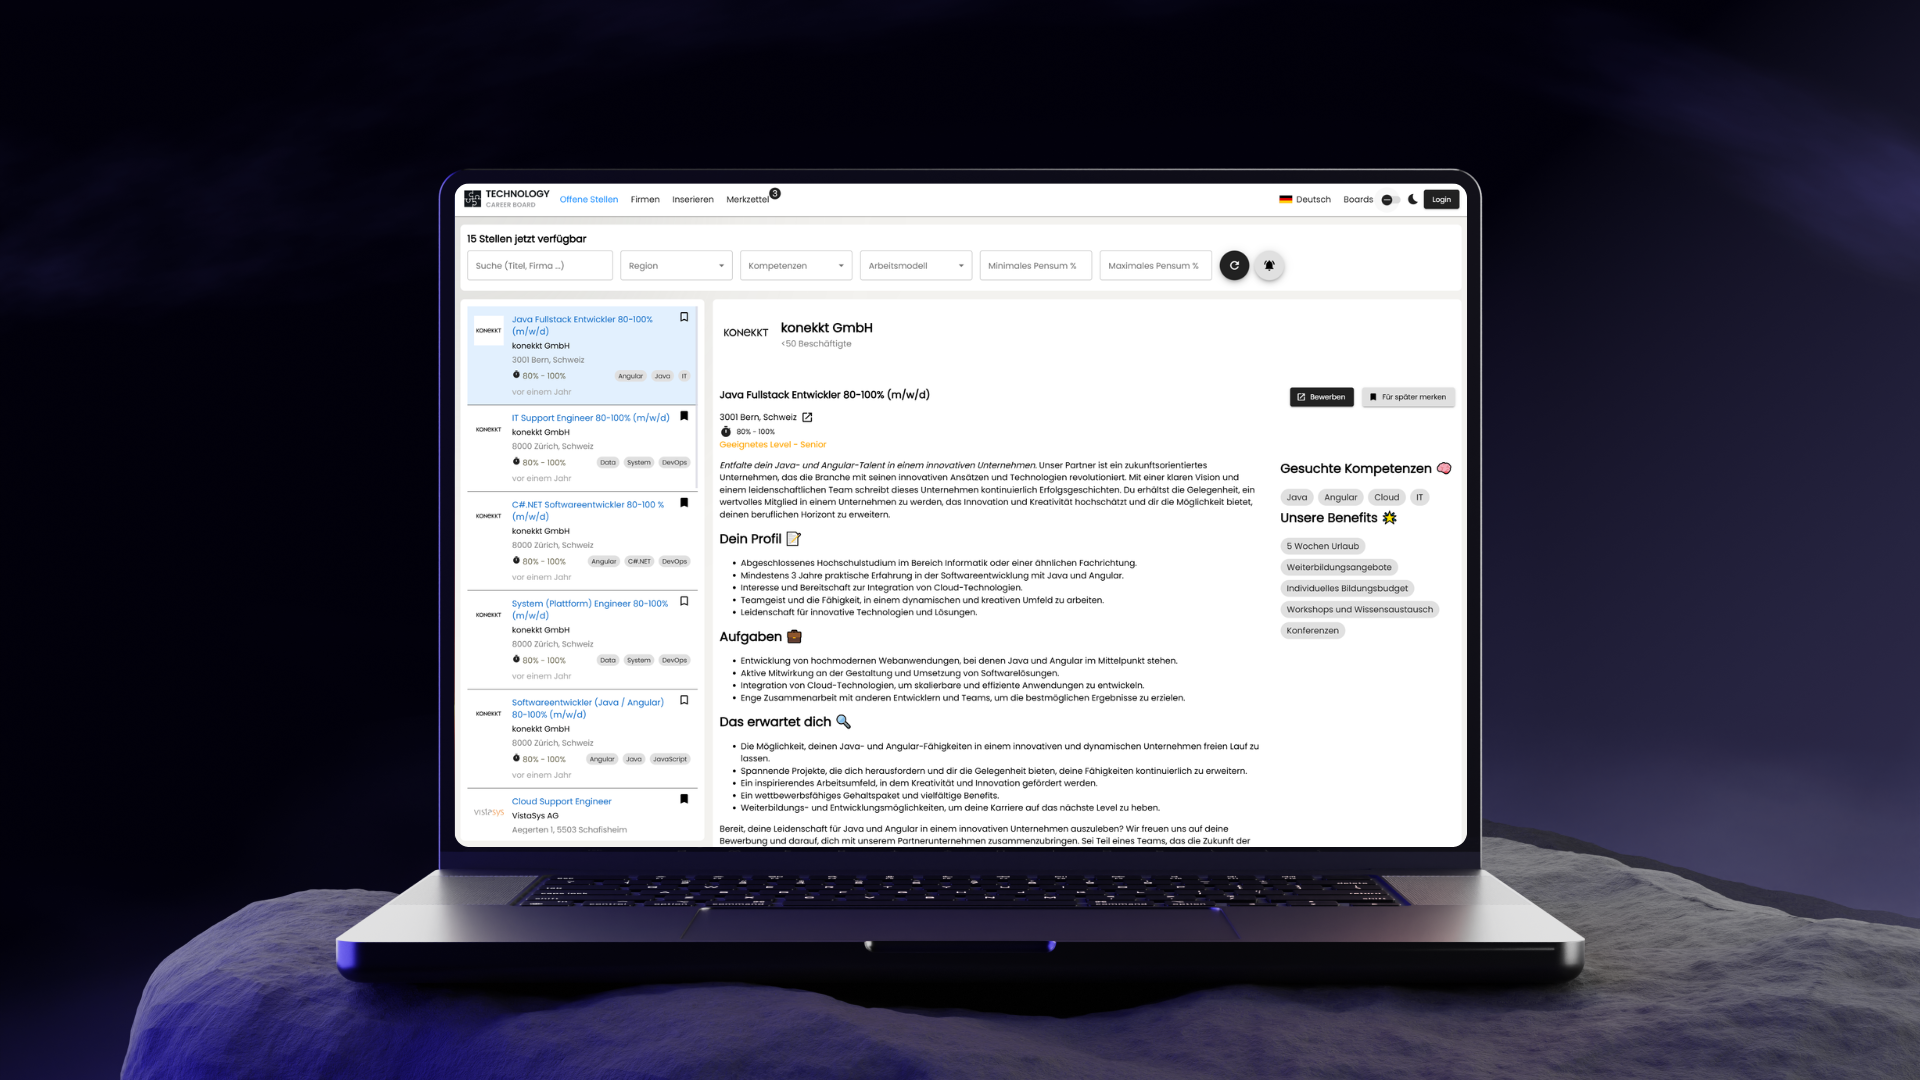 TECHNOLOGY
CAREER BOARD
Offene Stellen
Firmen
Inserieren
Merkzettel
3
Deutsch
Boards
Login
15 Stellen jetzt verfügbar
Suche (Titel, Firma ...)
Region
Kompetenzen
Arbeitsmodell
Minimales Pensum %
Maximales Pensum %
KONEKKT
Java Fullstack Entwickler 80-100%
(m/w/d)
konekkt GmbH
3001 Bern, Schweiz
80% - 100%
Angular
Java
IT
vor einem Jahr
KONEKKT
IT Support Engineer 80-100% (m/w/d)
konekkt GmbH
8000 Zürich, Schweiz
80% - 100%
Data
System
DevOps
vor einem Jahr
KONEKKT
C#.NET Softwareentwickler 80-100 %
(m/w/d)
konekkt GmbH
8000 Zürich, Schweiz
80% - 100%
Angular
C#.NET
DevOps
vor einem Jahr
KONEKKT
System (Plattform) Engineer 80-100%
(m/w/d)
konekkt GmbH
8000 Zürich, Schweiz
80% - 100%
Data
System
DevOps
vor einem Jahr
KONEKKT
Softwareentwickler (Java / Angular)
80-100% (m/w/d)
konekkt GmbH
8000 Zürich, Schweiz
80% - 100%
Angular
Java
JavaScript
vor einem Jahr
vistasys
Cloud Support Engineer
VistaSys AG
Aegerten 1, 5503 Schafisheim
KONEKKT
konekkt GmbH
<50 Beschäftigte
Java Fullstack Entwickler 80-100% (m/w/d)
Bewerben
Für später merken
3001 Bern, Schweiz
80% - 100%
Geeignetes Level - Senior
Entfalte dein Java- und Angular-Talent in einem innovativen Unternehmen. Unser Partner ist ein zukunftsorientiertes
Unternehmen, das die Branche mit seinen innovativen Ansätzen und Technologien revolutioniert. Mit einer klaren Vision und
einem leidenschaftlichen Team schreibt dieses Unternehmen kontinuierlich Erfolgsgeschichten. Du erhältst die Gelegenheit, ein
wertvolles Mitglied in einem Unternehmen zu werden, das Innovation und Kreativität hochschätzt und dir die Möglichkeit bietet,
deinen beruflichen Horizont zu erweitern.
Dein Profil
Abgeschlossenes Hochschulstudium im Bereich Informatik oder einer ähnlichen Fachrichtung.
Mindestens 3 Jahre praktische Erfahrung in der Softwareentwicklung mit Java und Angular.
Interesse und Bereitschaft zur Integration von Cloud-Technologien.
Teamgeist und die Fähigkeit, in einem dynamischen und kreativen Umfeld zu arbeiten.
Leidenschaft für innovative Technologien und Lösungen.
Aufgaben
Entwicklung von hochmodernen Webanwendungen, bei denen Java und Angular im Mittelpunkt stehen.
Aktive Mitwirkung an der Gestaltung und Umsetzung von Softwarelösungen.
Integration von Cloud-Technologien, um skalierbare und effiziente Anwendungen zu entwickeln.
Enge Zusammenarbeit mit anderen Entwicklern und Teams, um die bestmöglichen Ergebnisse zu erzielen.
Das erwartet dich
Die Möglichkeit, deinen Java- und Angular-Fähigkeiten in einem innovativen und dynamischen Unternehmen freien Lauf zu
lassen.
Spannende Projekte, die dich herausfordern und dir die Gelegenheit bieten, deine Fähigkeiten kontinuierlich zu erweitern.
Ein inspirierendes Arbeitsumfeld, in dem Kreativität und Innovation gefördert werden.
Ein wettbewerbsfähiges Gehaltspaket und vielfältige Benefits.
Weiterbildungs- und Entwicklungsmöglichkeiten, um deine Karriere auf das nächste Level zu heben.
Bereit, deine Leidenschaft für Java und Angular in einem innovativen Unternehmen auszuleben? Wir freuen uns auf deine
Bewerbung und darauf, dich mit unserem Partnerunternehmen zusammenzubringen. Sei Teil eines Teams, das die Zukunft der
Gesuchte Kompetenzen
Java
Angular
Cloud
IT
Unsere Benefits
5 Wochen Urlaub
Weiterbildungsangebote
Individuelles Bildungsbudget
Workshops und Wissensaustausch
Konferenzen